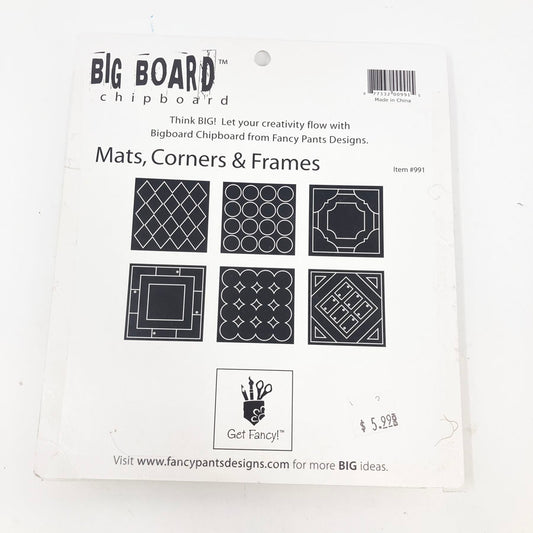 BIG BOARD™
chipboard
Made in China
Think BIG! Let your creativity flow with
Bigboard Chipboard from Fancy Pants Designs.
Mats, Corners & Frames
Item #991
Get Fancy!™
$ 5.99
Visit www.fancypantsdesigns.com for more BIG ideas.